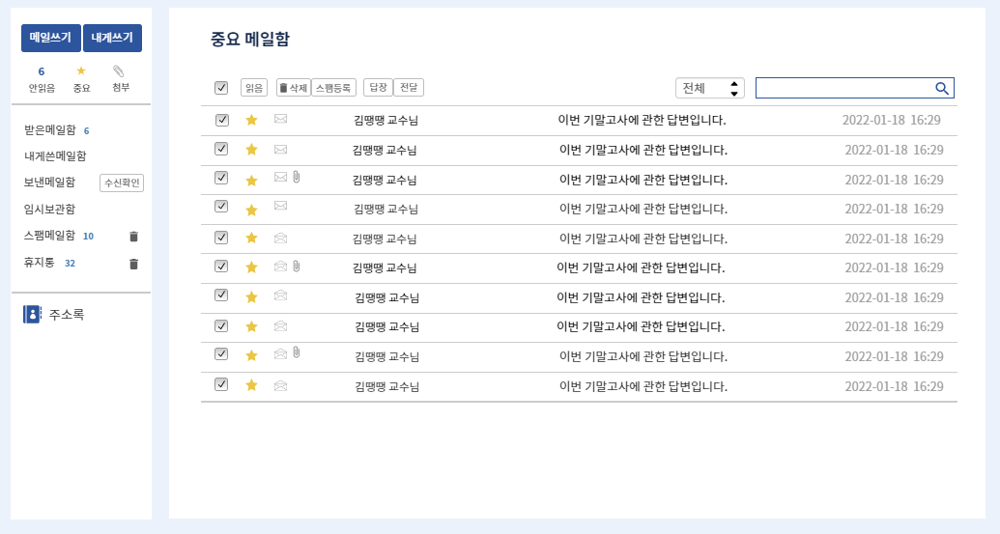 메일쓰기 내게쓰기
6
안읽음 중요 첨부
받은메일함 6
내게쓴메일함
보낸메일함 수신확인
임시보관함
스팸메일함 10
휴지통 32
주소록
중요 메일함
읽음 삭제 스팸등록 답장 전달 전체
김땡땡 교수님 이번 기말고사에 관한 답변입니다. 2022-01-18 16:29
김땡땡 교수님 이번 기말고사에 관한 답변입니다. 2022-01-18 16:29
김땡땡 교수님 이번 기말고사에 관한 답변입니다. 2022-01-18 16:29
김땡땡 교수님 이번 기말고사에 관한 답변입니다. 2022-01-18 16:29
김땡땡 교수님 이번 기말고사에 관한 답변입니다. 2022-01-18 16:29
김땡땡 교수님 이번 기말고사에 관한 답변입니다. 2022-01-18 16:29
김땡땡 교수님 이번 기말고사에 관한 답변입니다. 2022-01-18 16:29
김땡땡 교수님 이번 기말고사에 관한 답변입니다. 2022-01-18 16:29
김땡땡 교수님 이번 기말고사에 관한 답변입니다. 2022-01-18 16:29
김땡땡 교수님 이번 기말고사에 관한 답변입니다. 2022-01-18 16:29